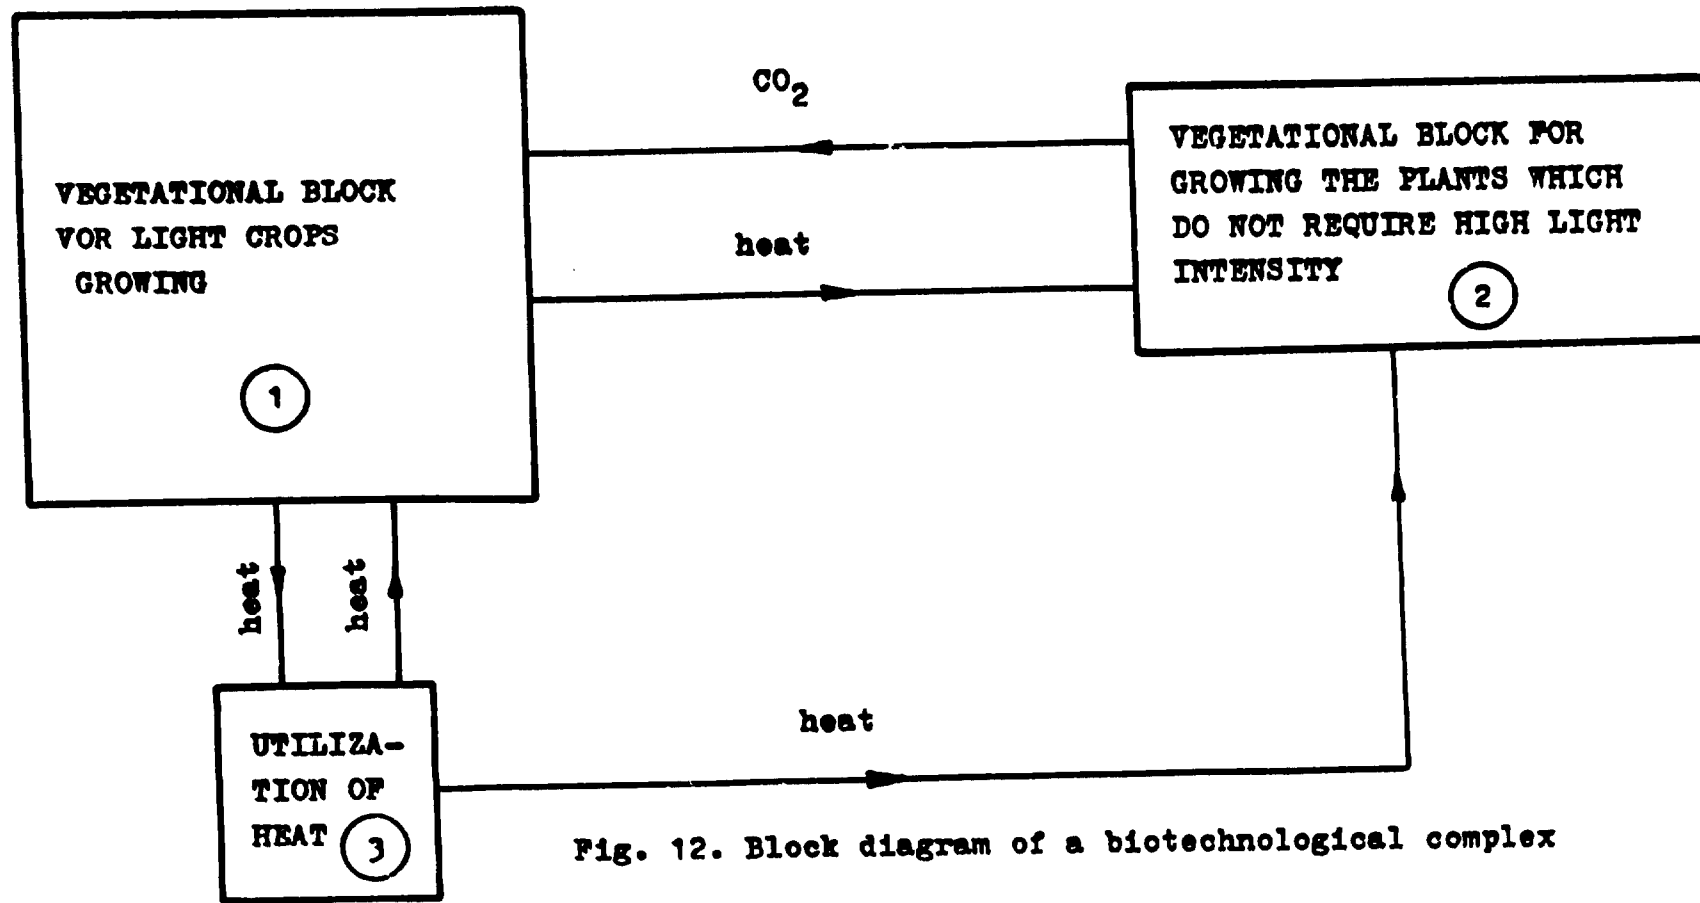 VEGETATIONAL BLOCK
VOR LIGHT CROPS
GROWING
1
CO2
heat
VEGETATIONAL BLOCK FOR
GROWING THE PLANTS WHICH
DO NOT REQUIRE HIGH LIGHT
INTENSITY
2
heat
heat
UTILIZA-
TION OF
HEAT
3
heat
Fig. 12. Block diagram of a biotechnological complex